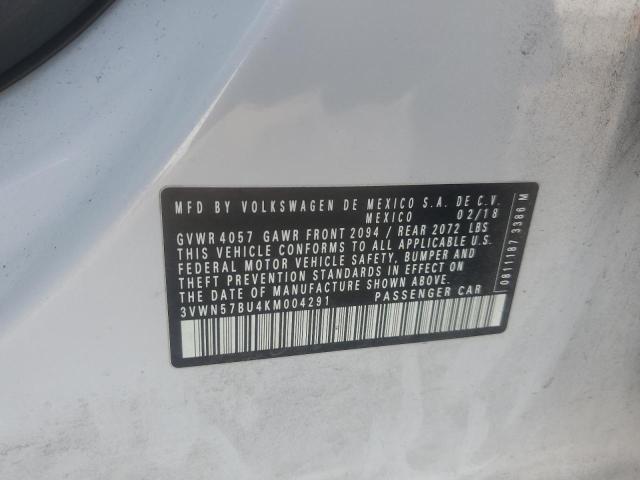 MFD BY VOLKSWAGEN DE MEXICO S.A. DE C.V.
MEXICO 02/18
GVWR 4057 GAWR FRONT 2094 / REAR 2072 LBS
THIS VEHICLE CONFORMS TO ALL APPLICABLE U.S.
FEDERAL MOTOR VEHICLE SAFETY, BUMPER AND
THEFT PREVENTION STANDARDS IN EFFECT ON
THE DATE OF MANUFACTURE SHOWN ABOVE.
3VWN57BU4KM004291 PASSENGER CAR
0811187 3386 M